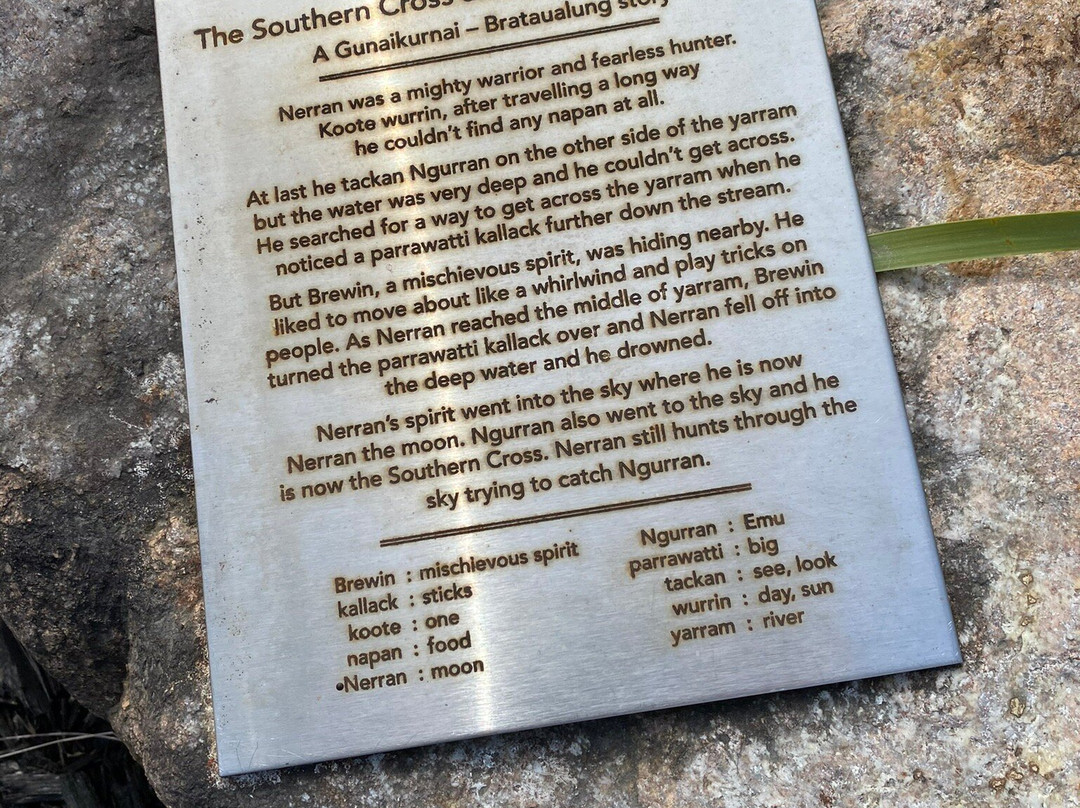 The Southern Cross
A Gunaikurnai – Brataualung story
Nerran was a mighty warrior and fearless hunter.
Koote wurrin, after travelling a long way
he couldn't find any napan at all.
At last he tackan Ngurran on the other side of the yarram
but the water was very deep and he couldn't get across.
He searched for a way to get across the yarram when he
noticed a parrawatti kallack further down the stream.
But Brewin, a mischievous spirit, was hiding nearby. He
liked to move about like a whirlwind and play tricks on
people. As Nerran reached the middle of yarram, Brewin
turned the parrawatti kallack over and Nerran fell off into
the deep water and he drowned.
Nerran's spirit went into the sky where he is now
Nerran the moon. Ngurran also went to the sky and he
is now the Southern Cross. Nerran still hunts through the
sky trying to catch Ngurran.
Brewin : mischievous spirit
kallack : sticks
koote : one
napan : food
•Nerran : moon
Ngurran : Emu
parrawatti : big
tackan : see, look
wurrin : day, sun
yarram : river